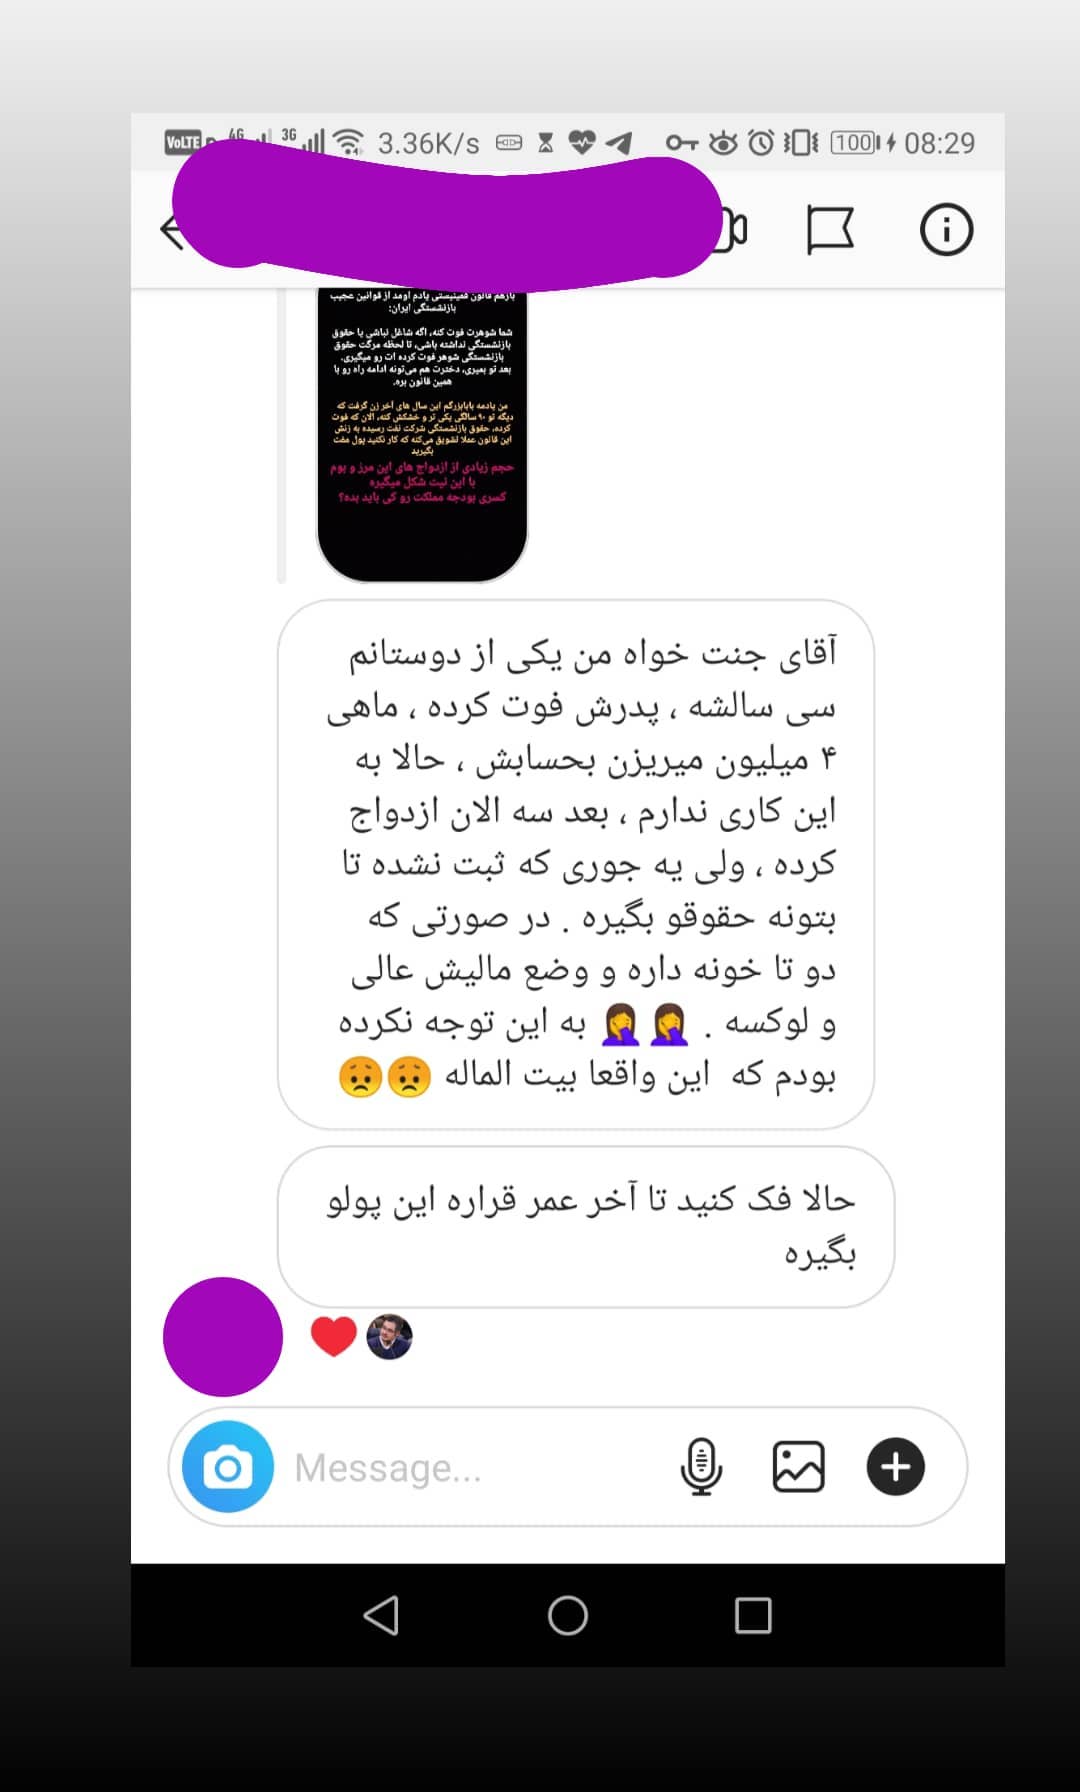 VoLTE 4G 3G 3.36K/s 100 08:29
بازهم قانون فمینیستی یادم اومد از قوانین عجیب
بازنشستگی ایران:
شما شوهرت فوت کنه، اگه شاغل نباشی یا حقوق
بازنشستگی نداشته باشی، تا لحظه مرگت حقوق
بازنشستگی شوهر فوت کرده ات رو میگیری.
بعد تو بمیری، دخترت هم می‌تونه ادامه راه رو با
همین قانون بره.
من یادمه بابابزرگم این سال های آخر زن گرفت که
دیگه تو ۹۰ سالگی یکی تر و خشکش کنه، الان که فوت
کرده، حقوق بازنشستگی شرکت نفت رسیده به زنش
این قانون عملا تشویق می‌کنه که کار نکنید پول مفت
بگیرید
حجم زیادی از ازدواج های این مرز و بوم
با این نیت شکل میگیره
کسری بودجه مملکت رو کی باید بده؟
آقای جنت خواه من یکی از دوستانم
سی سالشه ، پدرش فوت کرده ، ماهی
۴ میلیون میریزن بحسابش ، حالا به
این کاری ندارم ، بعد سه الان ازدواج
کرده ، ولی یه جوری که ثبت نشده تا
بتونه حقوقو بگیره . در صورتی که
دو تا خونه داره و وضع مالیش عالی
و لوکسه . 🤦‍♀️🤦‍♀️ به این توجه نکرده
بودم که این واقعا بیت الماله 😟😟
حالا فک کنید تا آخر عمر قراره این پولو
بگیره
Message...